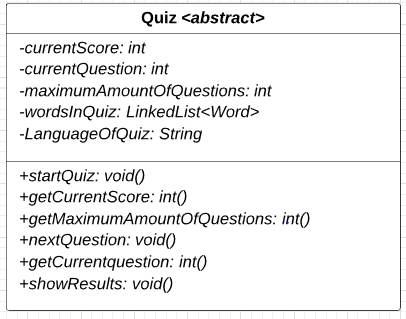 Quiz <abstract>
-currentScore: int
-currentQuestion: int
-maximumAmountOfQuestions: int
-wordsInQuiz: LinkedList<Word>
-LanguageOfQuiz: String
+startQuiz: void()
+getCurrentScore: int()
+getMaximumAmountOfQuestions: int()
+nextQuestion: void()
+getCurrentquestion: int()
+showResults: void()